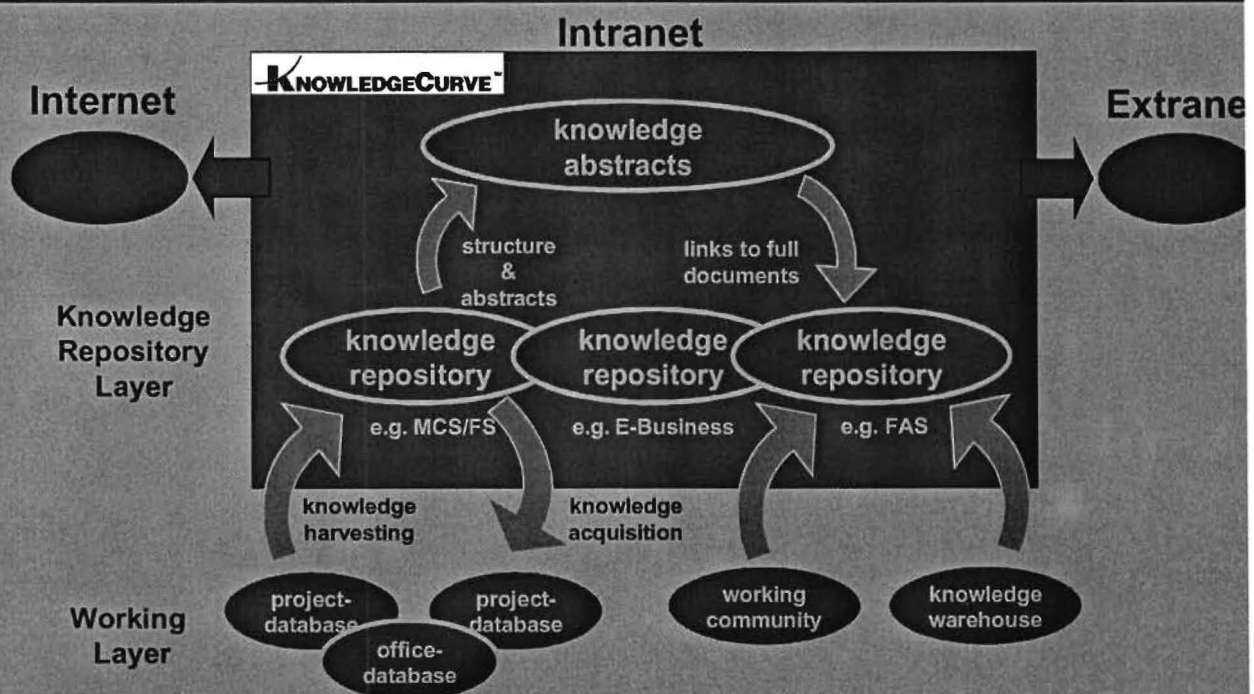 Intranet
KNOWLEDGECURVE™
Internet
Extrane
knowledge
abstracts
structure
&
abstracts
links to full
documents
Knowledge
Repository
Layer
knowledge
repository
knowledge
repository
knowledge
repository
e.g. MCS/FS
e.g. E-Business
e.g. FAS
knowledge
harvesting
knowledge
acquisition
Working
Layer
project-
database
project-
database
office-
database
working
community
knowledge
warehouse